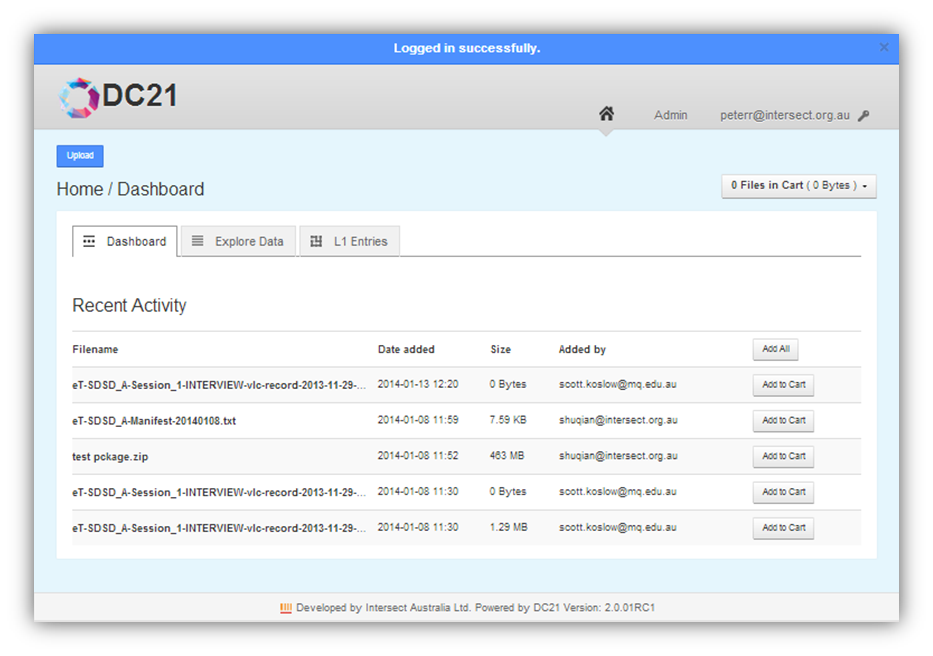 Logged in successfully. ×
DC21
Admin peterr@intersect.org.au
Upload
Home / Dashboard 0 Files in Cart ( 0 Bytes )
Dashboard Explore Data L1 Entries
Recent Activity
Filename Date added Size Added by Add All
eT-SDSD_A-Session_1-INTERVIEW-vlc-record-2013-11-29-... 2014-01-13 12:20 0 Bytes scott.koslow@mq.edu.au Add to Cart
eT-SDSD_A-Manifest-20140108.txt 2014-01-08 11:59 7.59 KB shuqian@intersect.org.au Add to Cart
test pckage.zip 2014-01-08 11:52 463 MB shuqian@intersect.org.au Add to Cart
eT-SDSD_A-Session_1-INTERVIEW-vlc-record-2013-11-29-... 2014-01-08 11:30 0 Bytes scott.koslow@mq.edu.au Add to Cart
eT-SDSD_A-Session_1-INTERVIEW-vlc-record-2013-11-29-... 2014-01-08 11:30 1.29 MB scott.koslow@mq.edu.au Add to Cart
Developed by Intersect Australia Ltd. Powered by DC21 Version: 2.0.01RC1